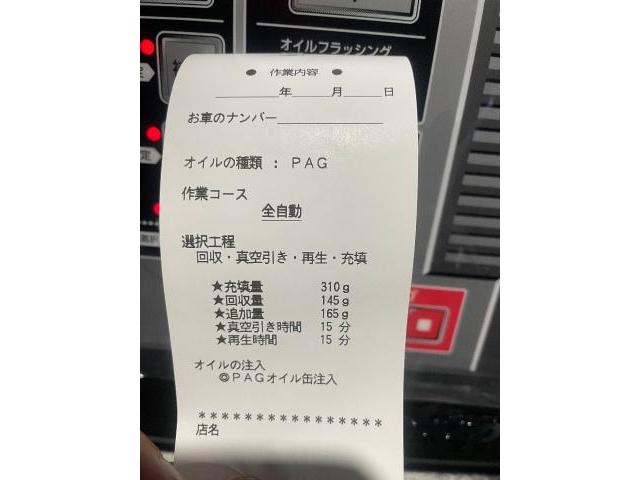 オイルフラッシング
● 作業内容 ●
年 月 日
お車のナンバー
オイルの種類 : PAG
作業コース
全自動
選択工程
回収・真空引き・再生・充填
★充填量 310g
★回収量 145g
★追加量 165g
★真空引き時間 15 分
★再生時間 15 分
オイルの注入
◎PAGオイル缶注入
****************
店名